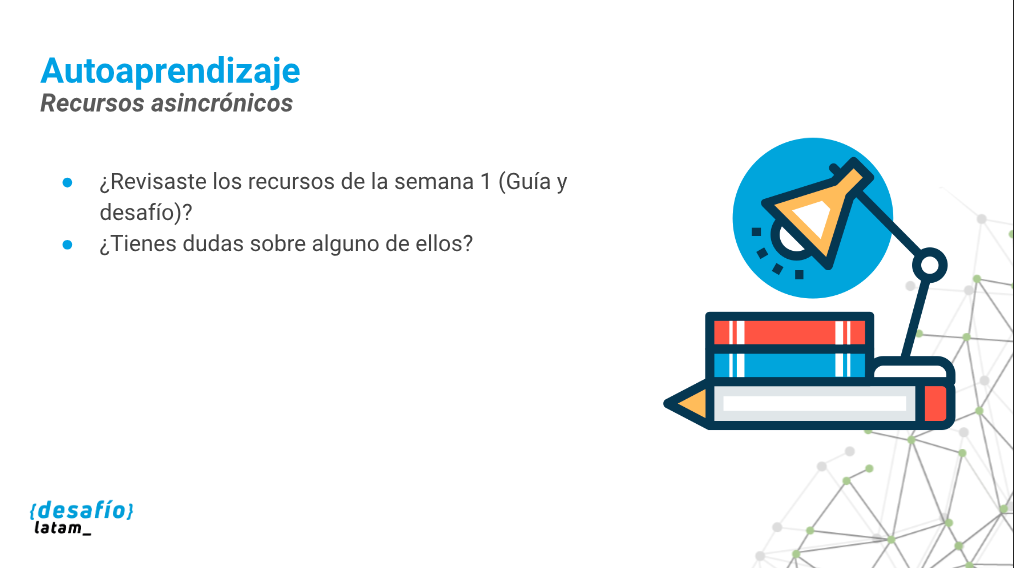 Autoaprendizaje
Recursos asincrónicos
● ¿Revisaste los recursos de la semana 1 (Guía y
desafío)?
● ¿Tienes dudas sobre alguno de ellos?
{desafío}
latam_